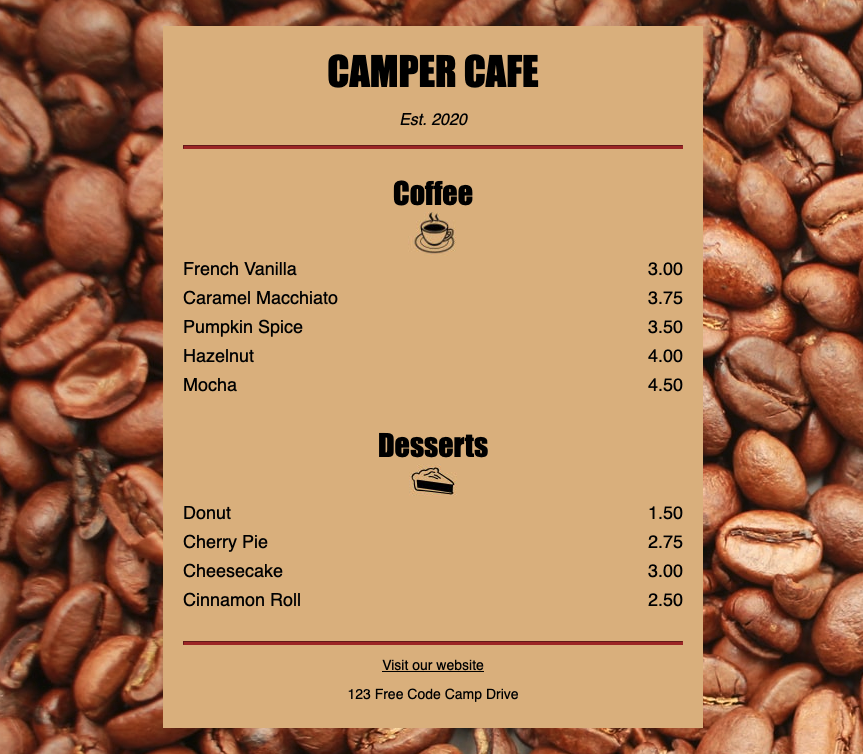 CAMPER CAFE
Est. 2020
Coffee
French Vanilla 3.00
Caramel Macchiato 3.75
Pumpkin Spice 3.50
Hazelnut 4.00
Mocha 4.50
Desserts
Donut 1.50
Cherry Pie 2.75
Cheesecake 3.00
Cinnamon Roll 2.50
Visit our website
123 Free Code Camp Drive